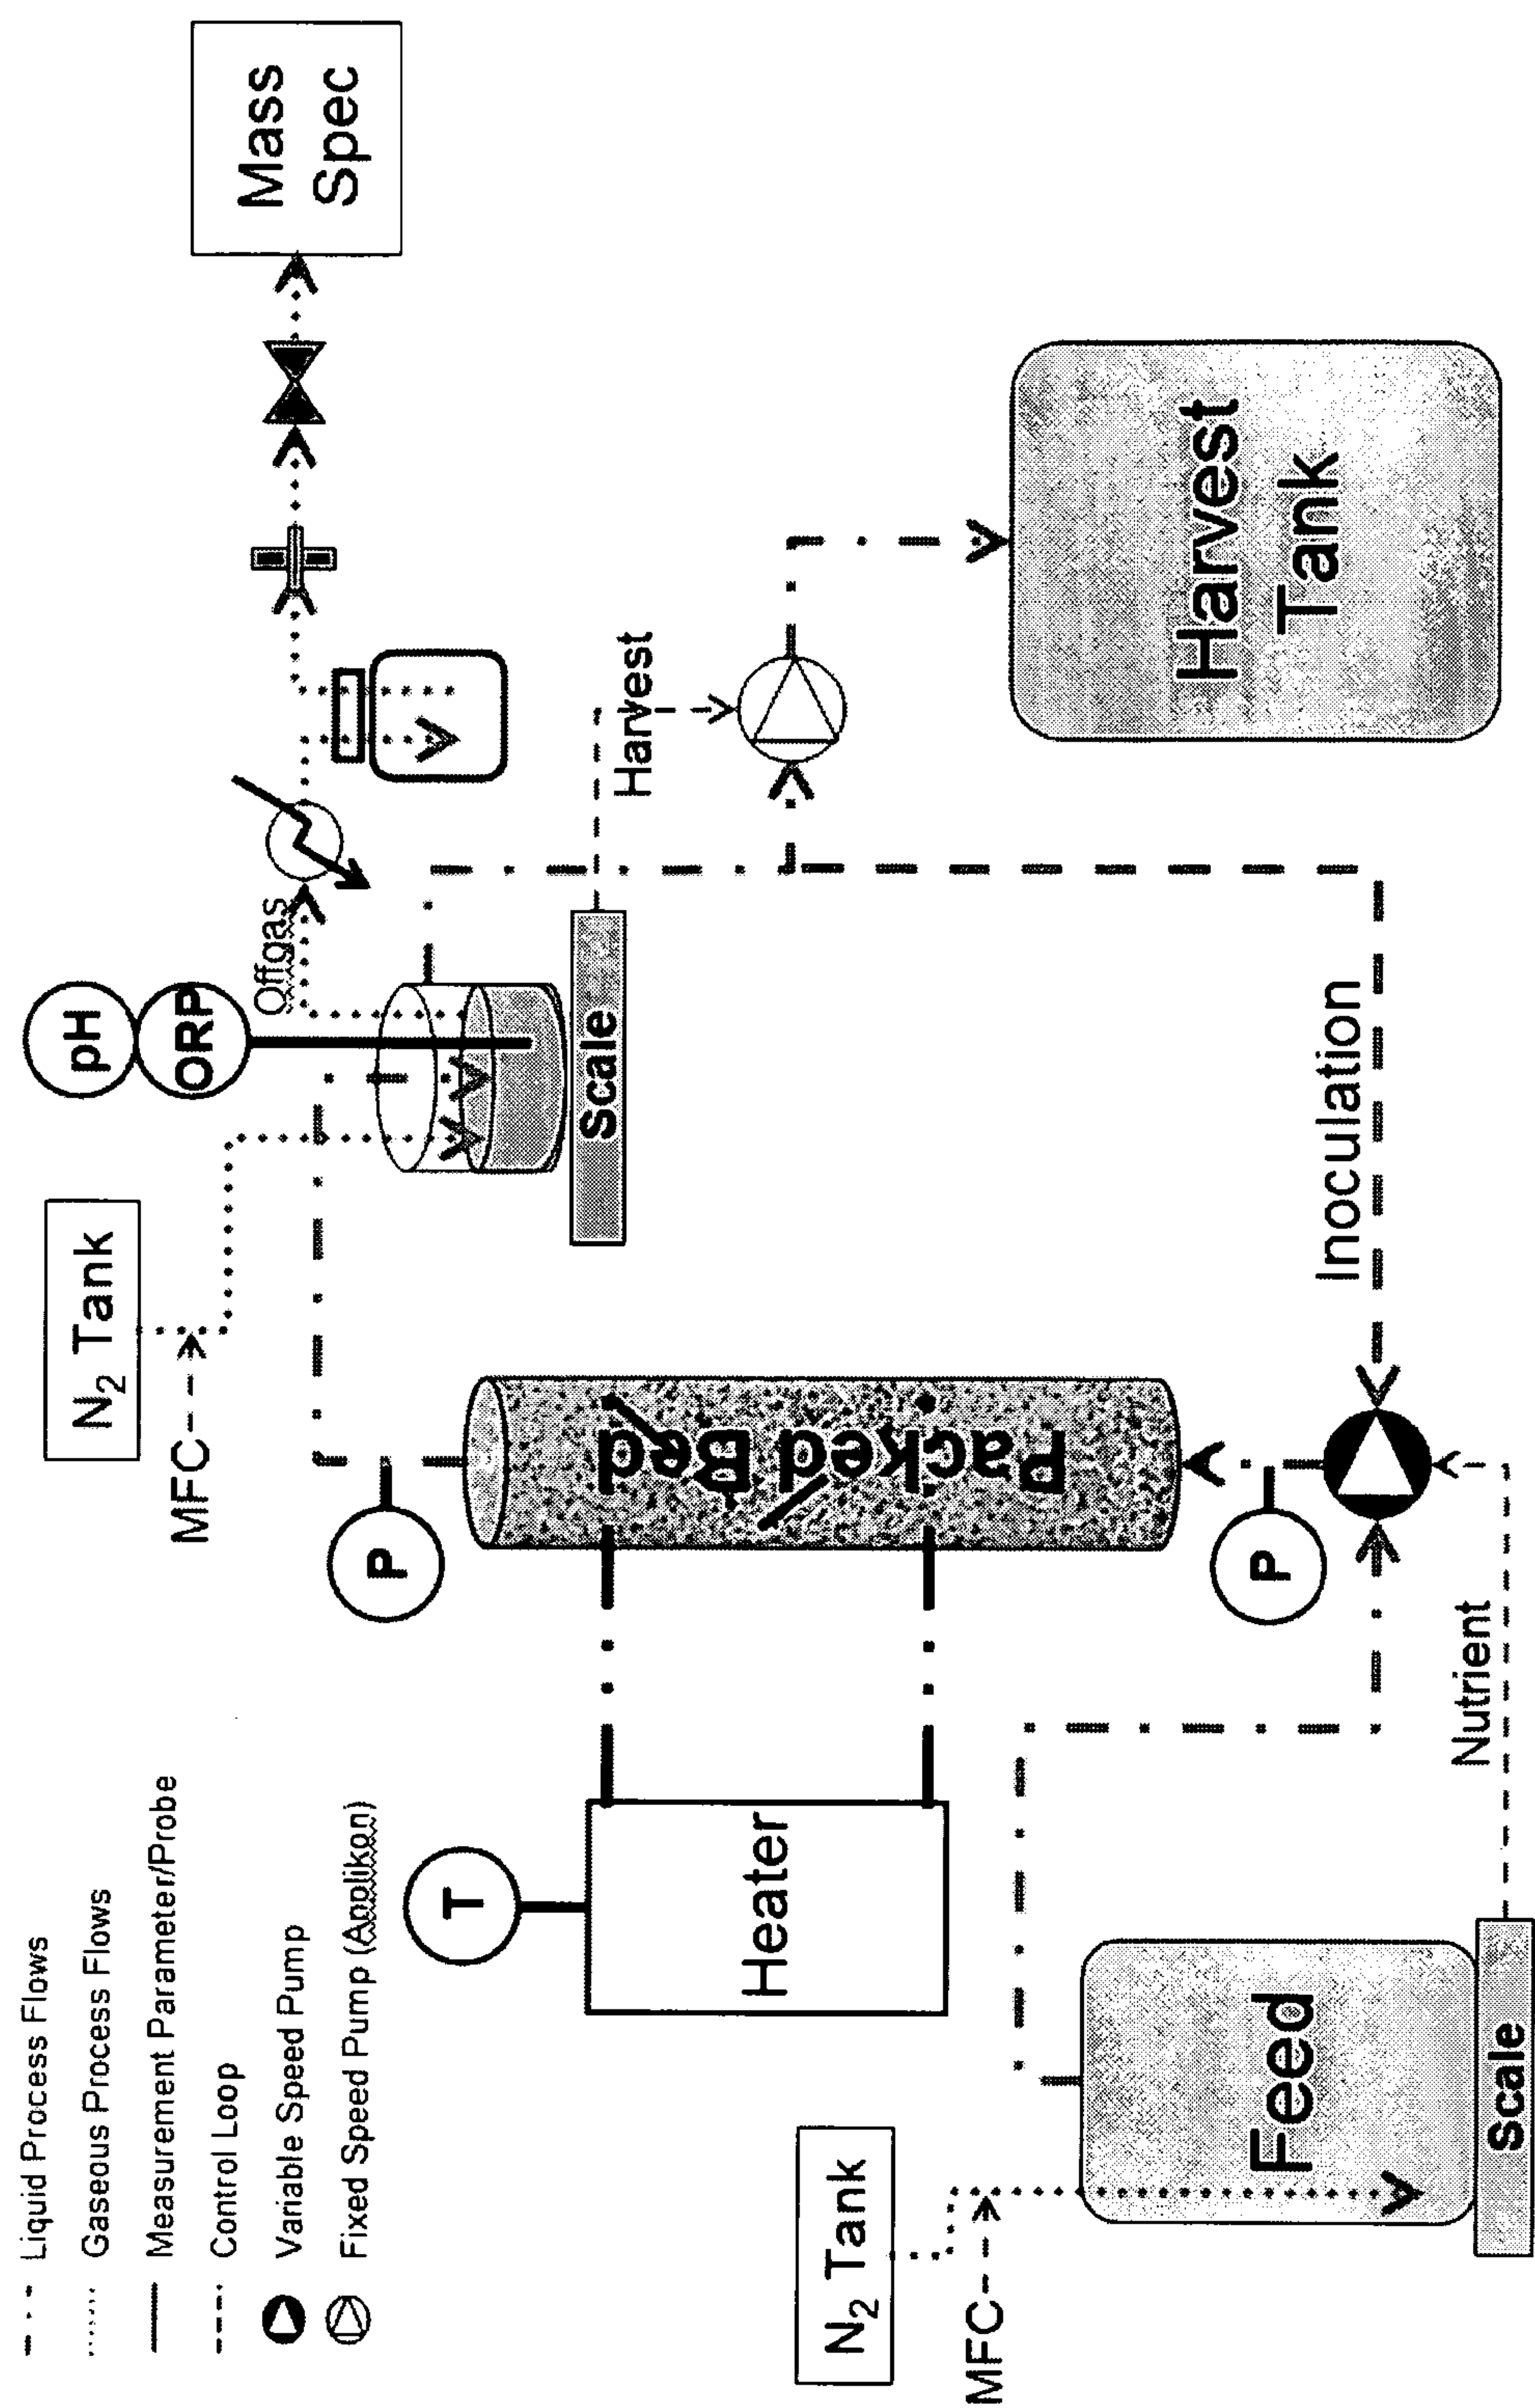 Liquid Process Flows
Gaseous Process Flows
Measurement Parameter/Probe
Control Loop
Variable Speed Pump
Fixed Speed Pump (Applikon)
N2 Tank
MFC
pH
ORP
Offgas
Mass
Spec
T
Heater
P
Packed Bed
Scale
Harvest
N2 Tank
MFC
Feed
Scale
Nutrient
P
Inoculation
Harvest
Tank